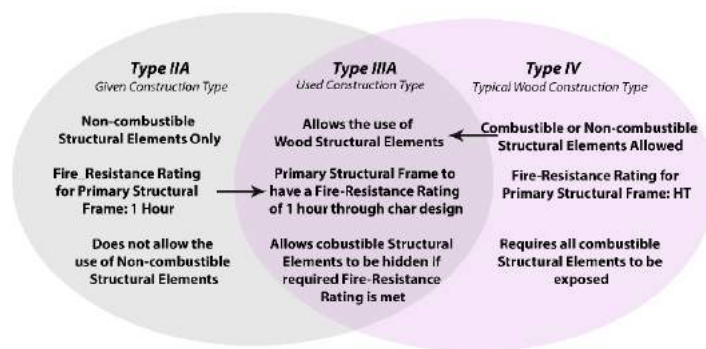 Type IIA
Given Construction Type
Non-combustible
Structural Elements Only
Fire_Resistance Rating
for Primary Structural
Frame: 1 Hour
Does not allow the
use of Non-combustible
Structural Elements
Type IIIA
Used Construction Type
Allows the use of
Wood Structural Elements
Primary Structural Frame to
have a Fire-Resistance Rating
of 1 hour through char design
Allows cobustible Structural
Elements to be hidden if
required Fire-Resistance
Rating is met
Type IV
Typical Wood Construction Type
Combustible or Non-combustible
Structural Elements Allowed
Fire-Resistance Rating for
Primary Structural Frame: HT
Requires all combustible
Structural Elements to be
exposed